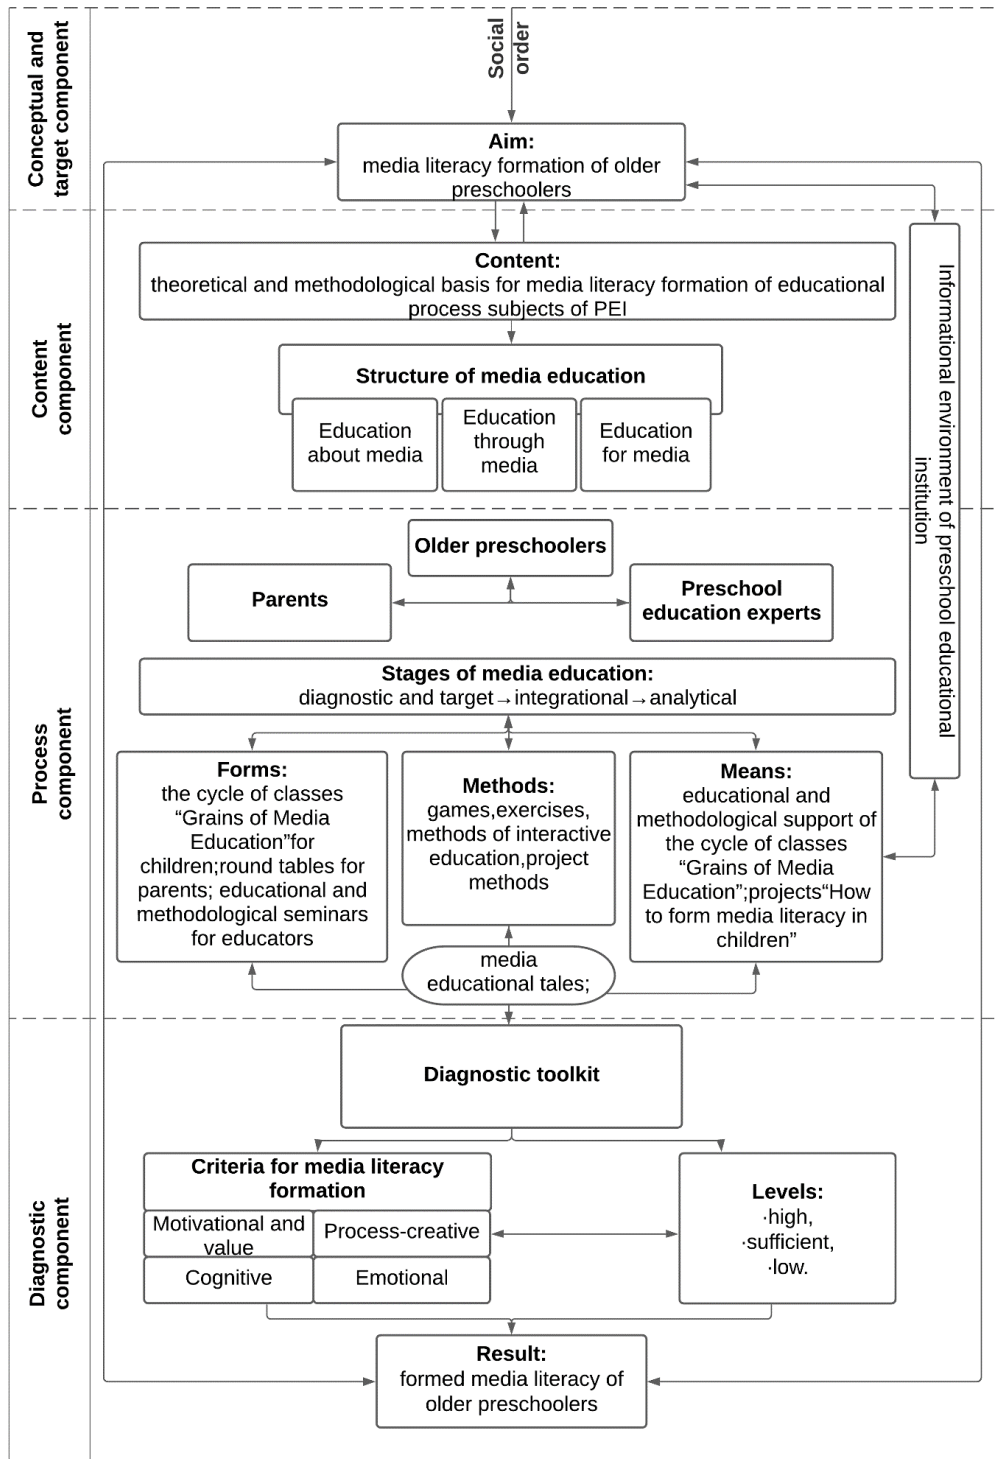 Conceptual and
target component
Social
order
Aim:
media literacy formation of older
preschoolers
Content
component
Content:
theoretical and methodological basis for media literacy formation of educational
process subjects of PEI
Structure of media education
Education
about media
Education
through
media
Education
for media
Informational environment of preschool educational
institution
Process
component
Older preschoolers
Parents
Preschool
education experts
Stages of media education:
diagnostic and target→integrational→analytical
Forms:
the cycle of classes
“Grains of Media
Education”for
children;round tables for
parents; educational and
methodological seminars
for educators
Methods:
games,exercises,
methods of interactive
education,project
methods
Means:
educational and
methodological support of
the cycle of classes
“Grains of Media
Education”;projects“How
to form media literacy in
children”
media
educational tales;
Diagnostic
component
Diagnostic toolkit
Criteria for media literacy
formation
Motivational and
value
Process-creative
Cognitive
Emotional
Levels:
·high,
·sufficient,
·low.
Result:
formed media literacy of
older preschoolers